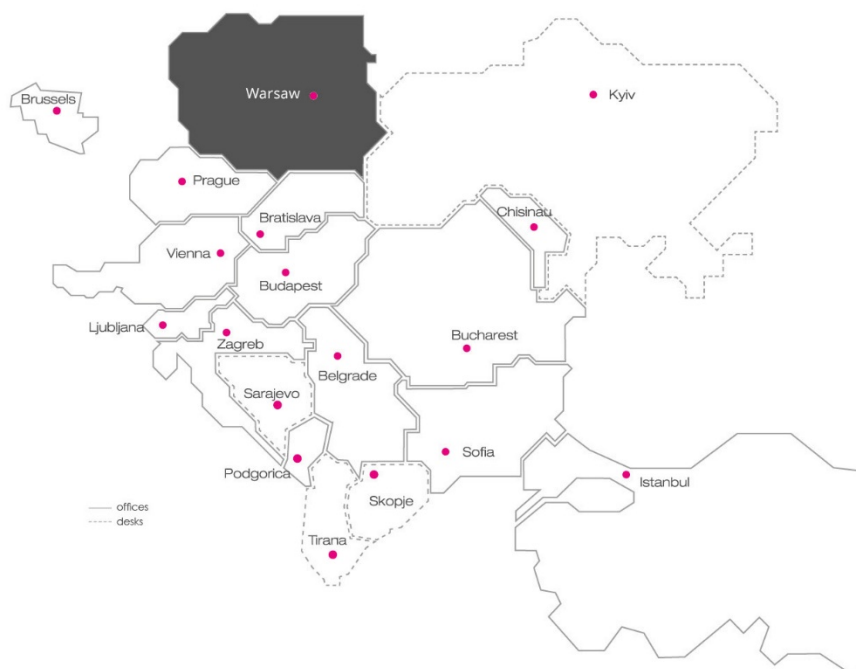 Warsaw
Kyiv
Brussels
Prague
Chisinau
Bratislava
Vienna
Budapest
Ljubljana
Zagreb
Bucharest
Belgrade
Sarajevo
Sofia
Podgorica
Istanbul
Skopje
offices
desks
Tirana